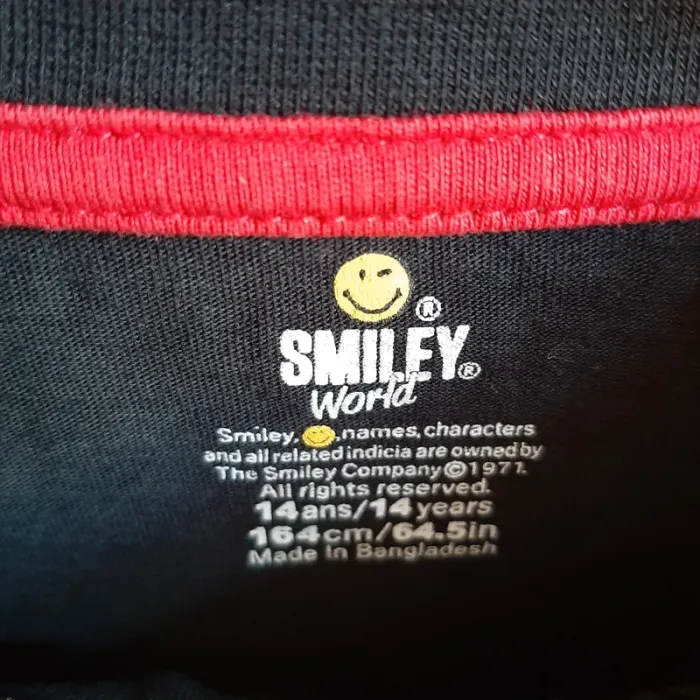 ®
SMILEY®
World
Smiley, , names, characters
and all related indicia are owned by
The Smiley Company ©1971.
All rights reserved.
14ans/14years
164cm/64.5in
Made In Bangladesh